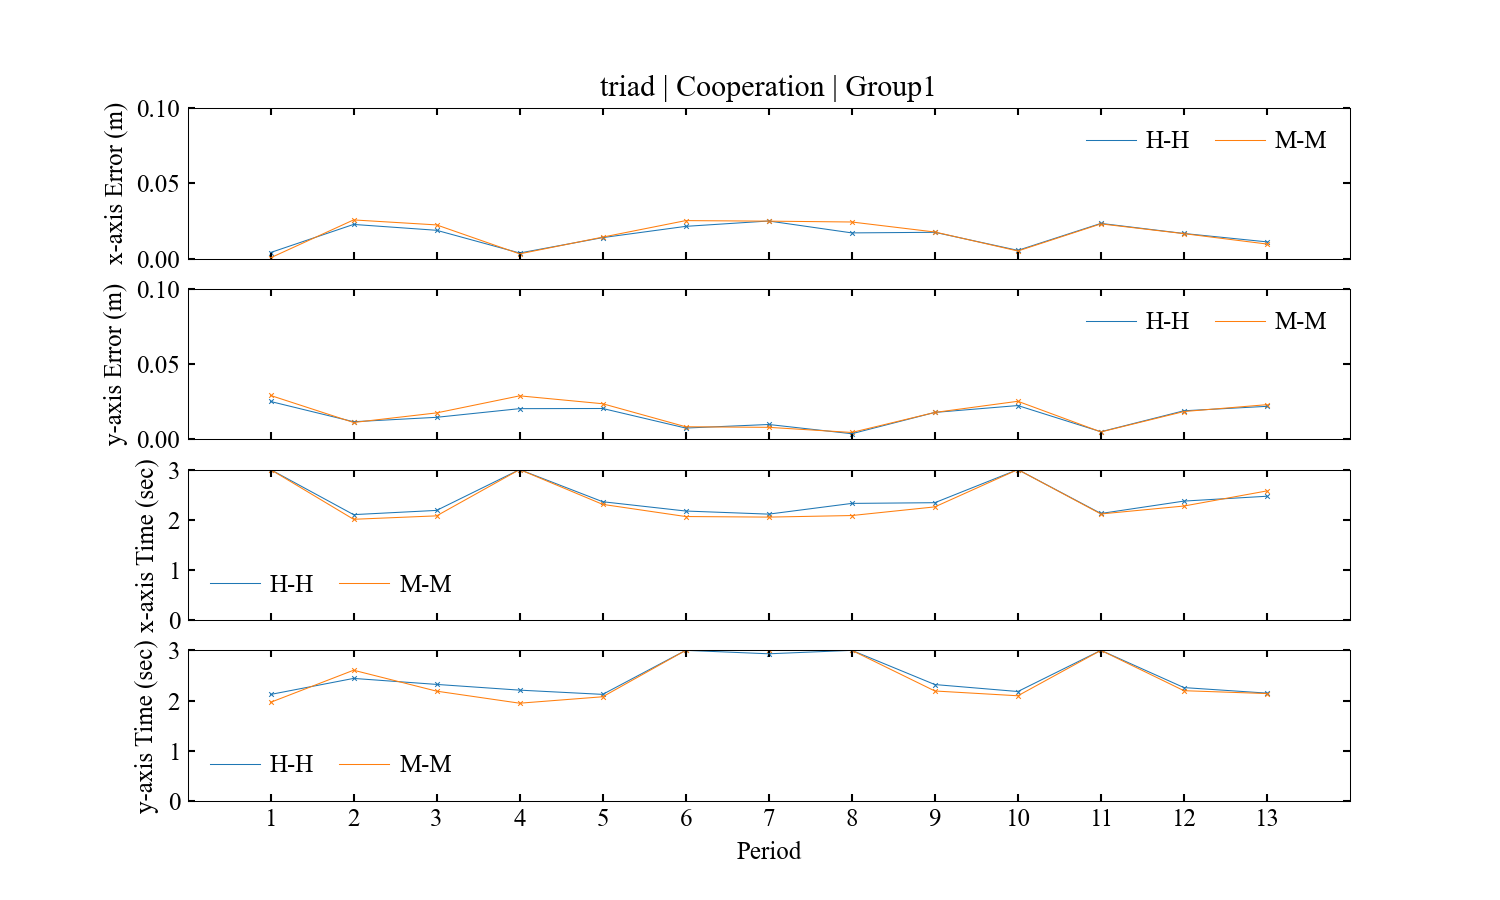 triad | Cooperation | Group1
x-axis Error (m)
0.10
0.05
0.00
H-H M-M
y-axis Error (m)
0.10
0.05
0.00
H-H M-M
x-axis Time (sec)
3
2
1
0
H-H M-M
y-axis Time (sec)
3
2
1
0
H-H M-M
1 2 3 4 5 6 7 8 9 10 11 12 13
Period